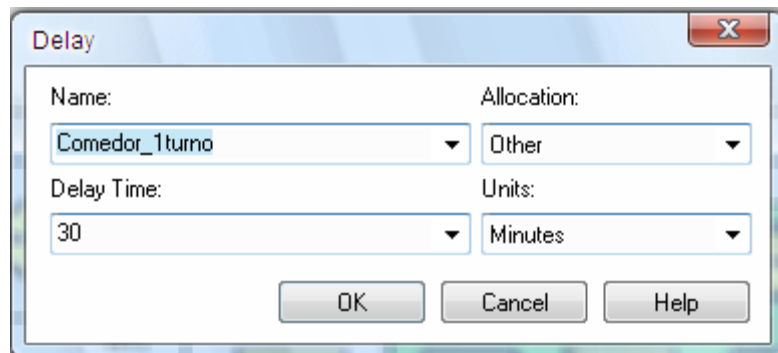 Delay
Name: Allocation:
Comedor_1turno Other
Delay Time: Units:
30 Minutes
OK Cancel Help